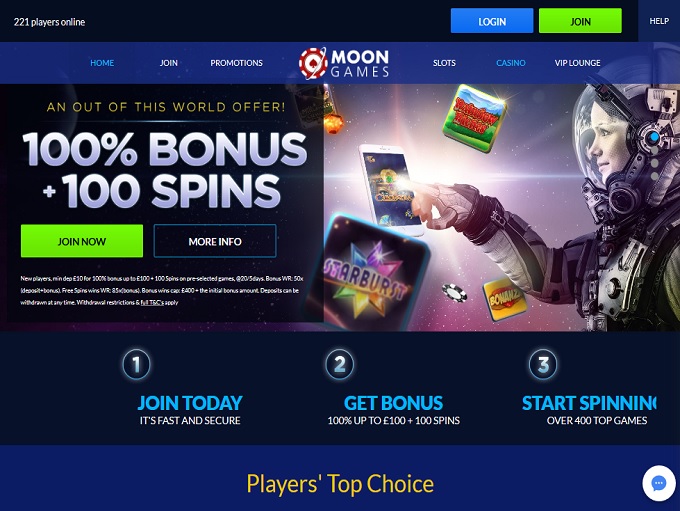 221 players online
LOGIN
JOIN
HELP
HOME
JOIN
PROMOTIONS
MOON
GAMES
SLOTS
CASINO
VIP LOUNGE
AN OUT OF THIS WORLD OFFER!
100% BONUS
+ 100 SPINS
JOIN NOW
MORE INFO
New players, min dep £10 for 100% bonus up to £100 + 100 Spins on pre-selected games, @20/5days. Bonus WR: 50x
(deposit+bonus). Free Spins wins WR: 85x(bonus). Bonus wins cap: £400 + the initial bonus amount. Deposits can be
withdrawn at any time. Withdrawal restrictions & full T&C's apply
STARBURST
BONANZA
1
2
3
JOIN TODAY
GET BONUS
START SPINNING
IT'S FAST AND SECURE
100% UP TO £100 + 100 SPINS
OVER 400 TOP GAMES
Players' Top Choice